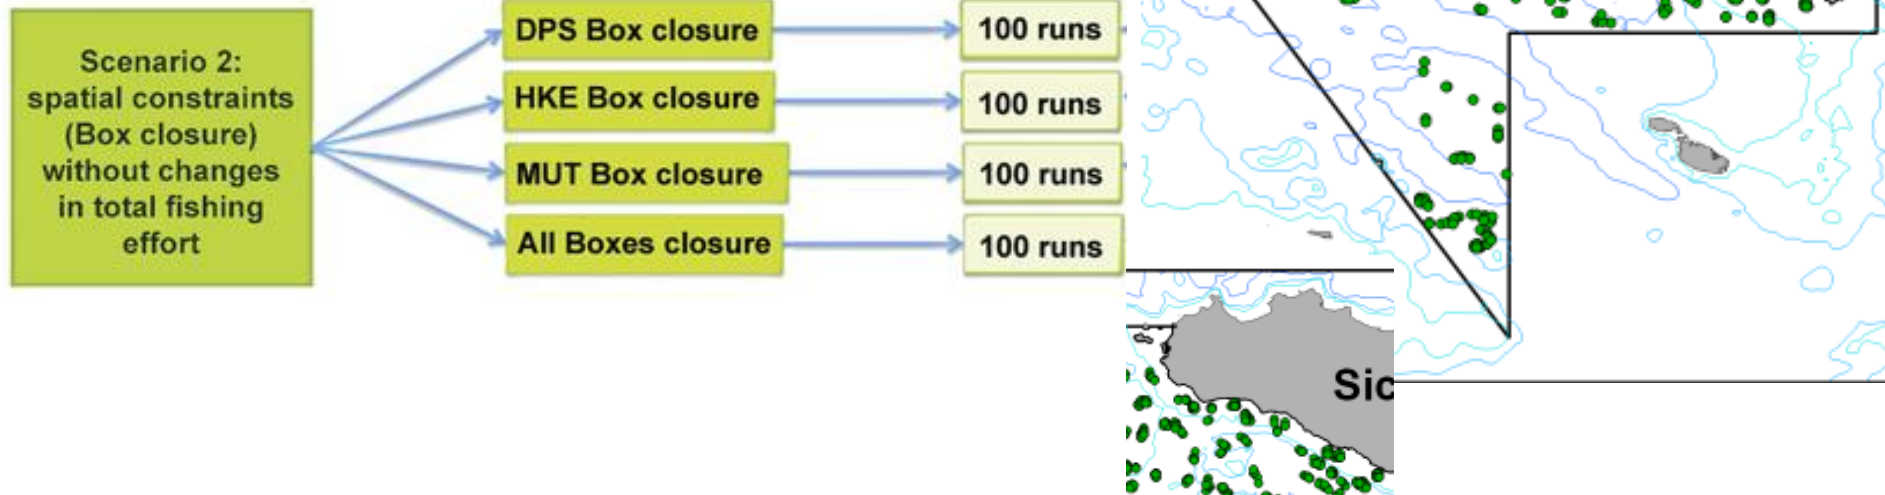 Scenario 2:
spatial constraints
(Box closure)
without changes
in total fishing
effort
DPS Box closure
100 runs
HKE Box closure
100 runs
MUT Box closure
100 runs
All Boxes closure
100 runs
Sic